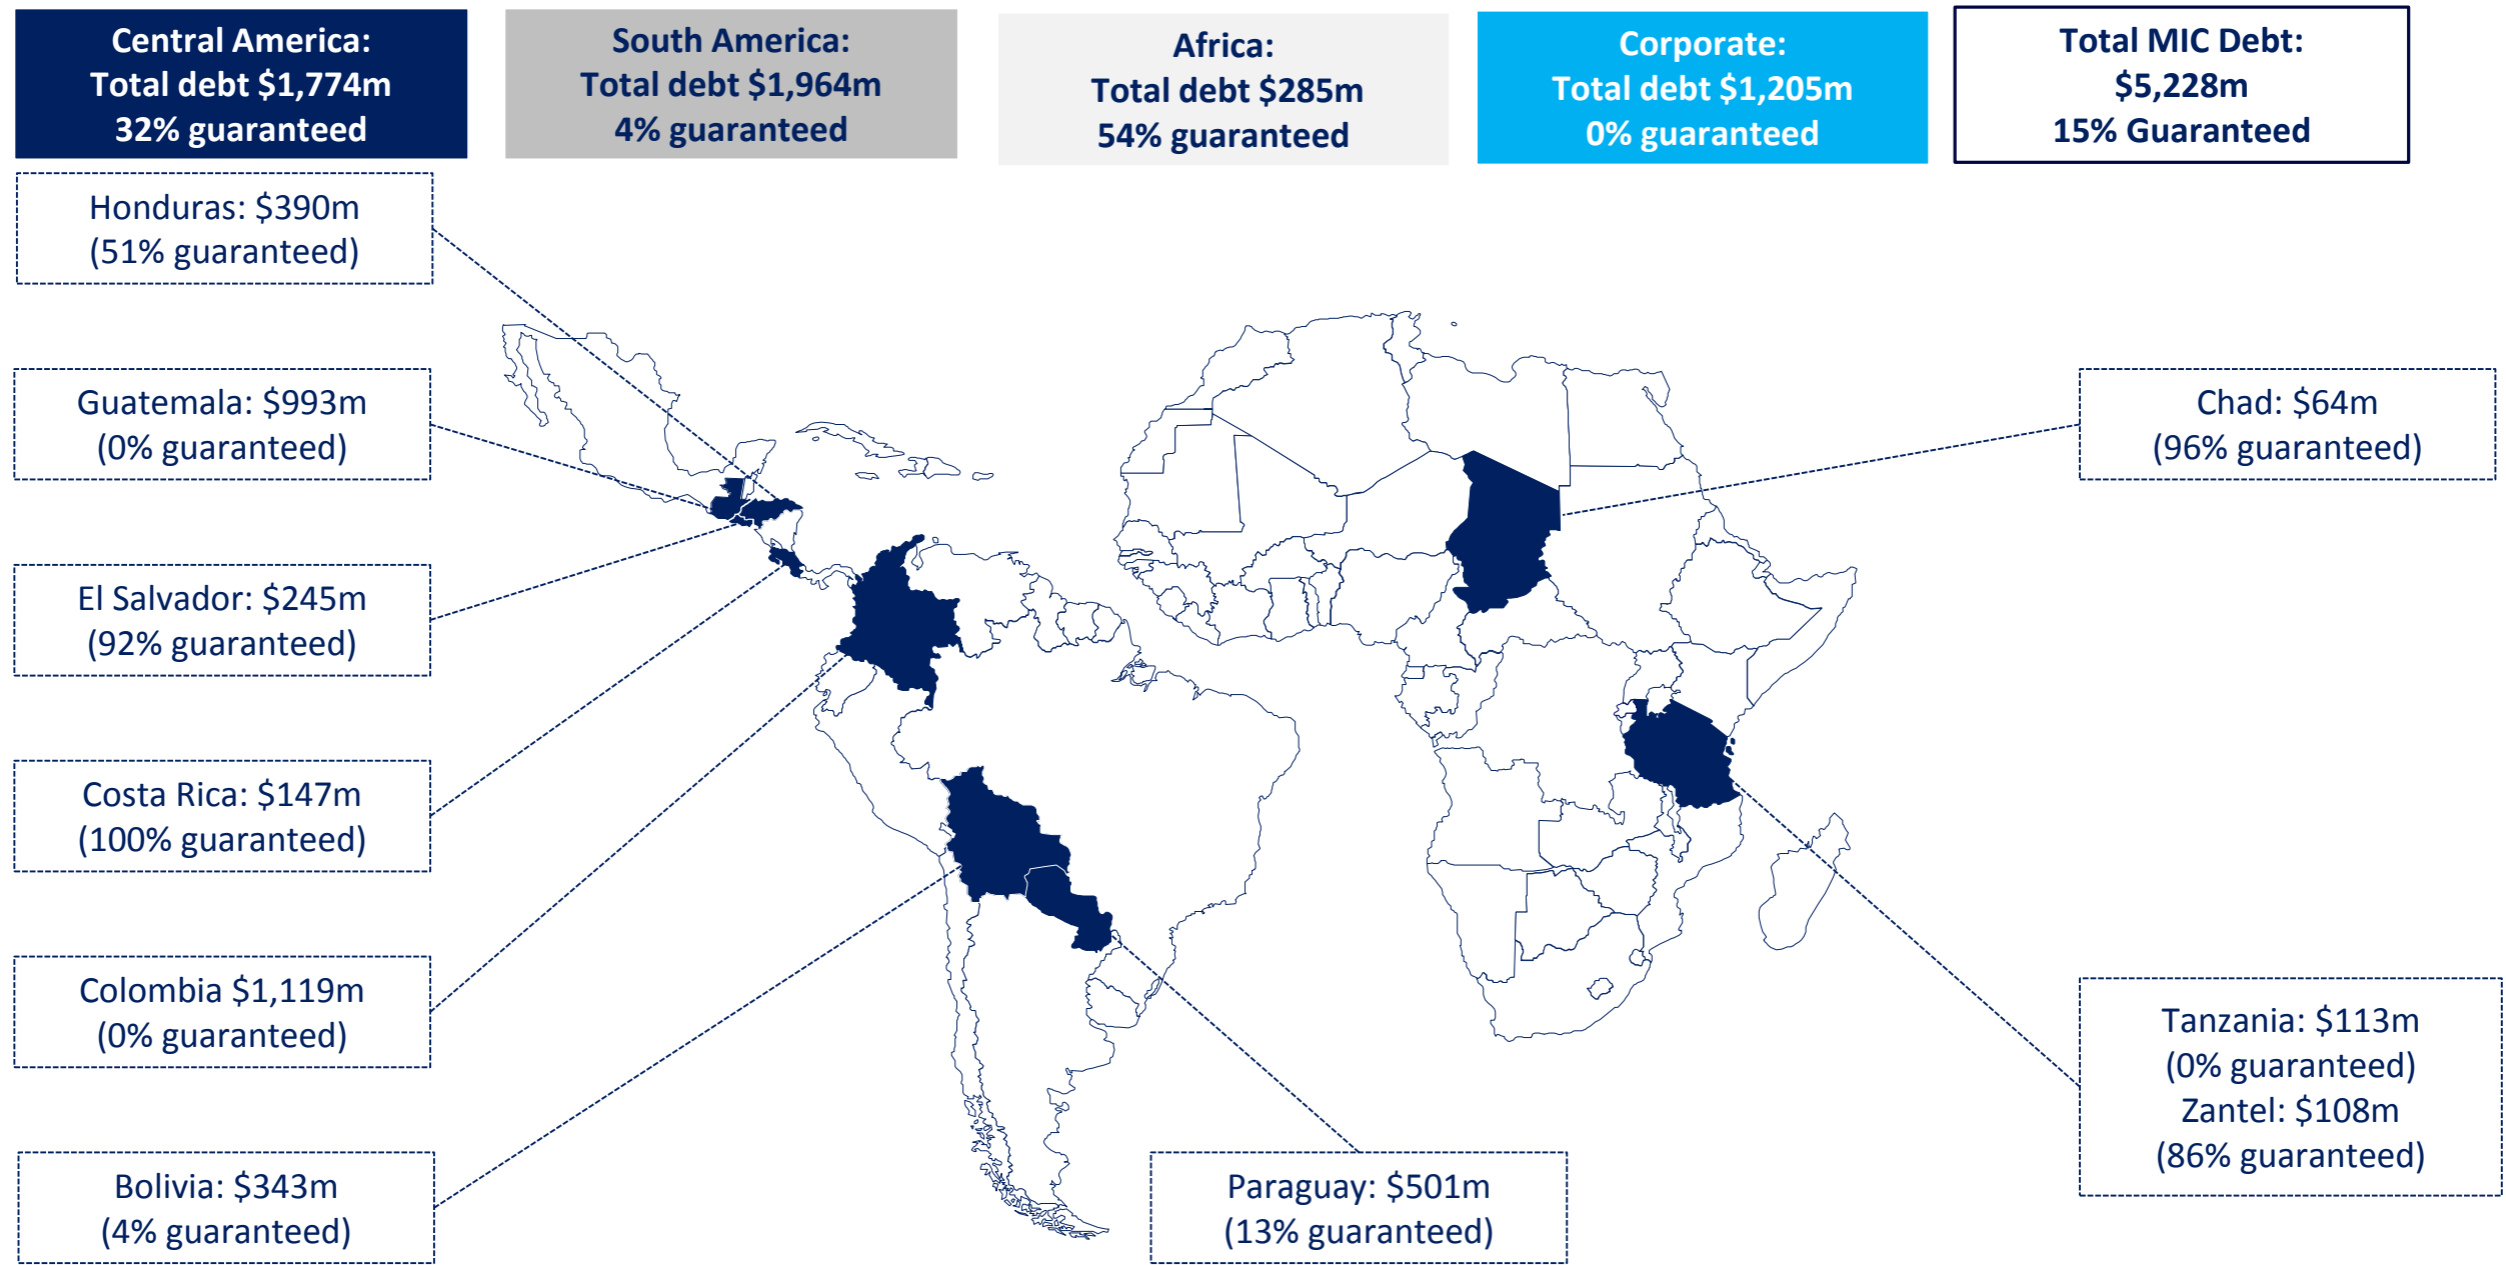 Central America:
Total debt $1,774m
32% guaranteed
South America:
Total debt $1,964m
4% guaranteed
Africa:
Total debt $285m
54% guaranteed
Corporate:
Total debt $1,205m
0% guaranteed
Total MIC Debt:
$5,228m
15% Guaranteed
Honduras: $390m
(51% guaranteed)
Guatemala: $993m
(0% guaranteed)
El Salvador: $245m
(92% guaranteed)
Costa Rica: $147m
(100% guaranteed)
Colombia $1,119m
(0% guaranteed)
Bolivia: $343m
(4% guaranteed)
Paraguay: $501m
(13% guaranteed)
Chad: $64m
(96% guaranteed)
Tanzania: $113m
(0% guaranteed)
Zantel: $108m
(86% guaranteed)